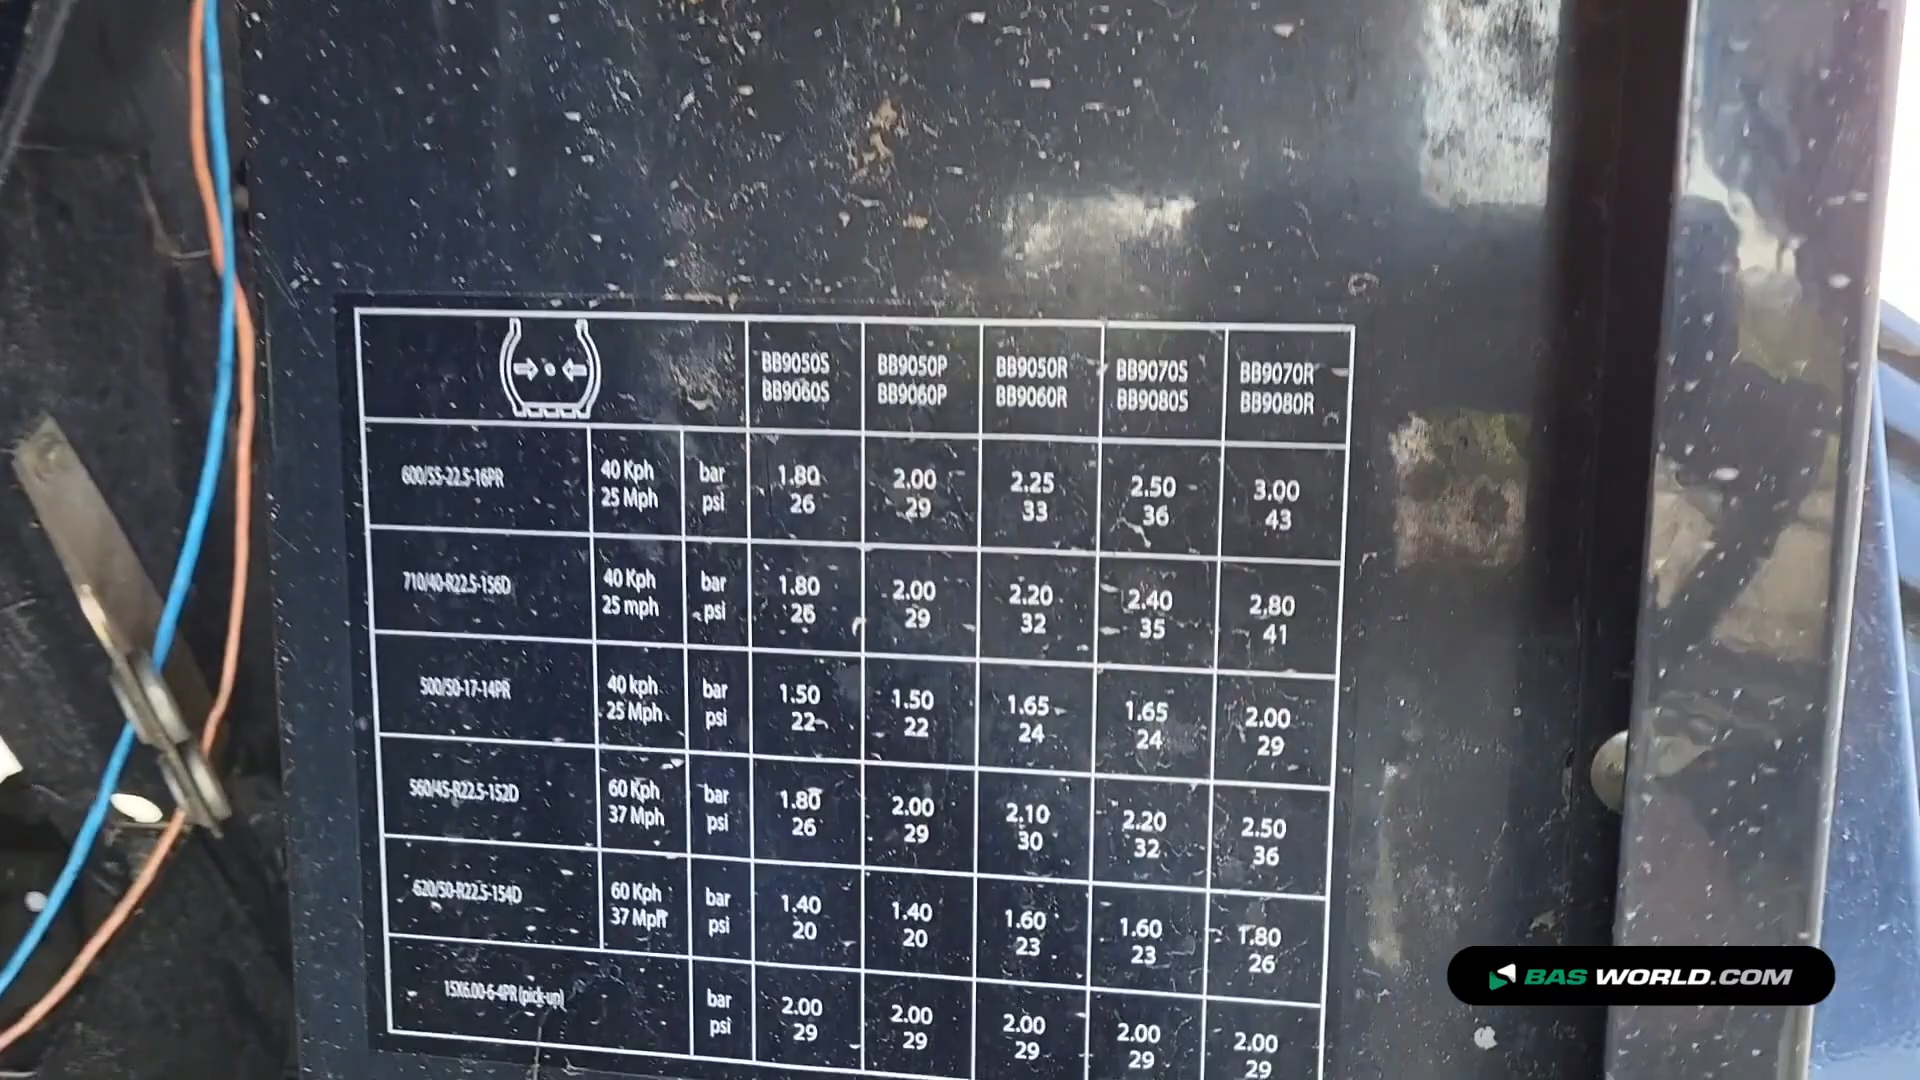 BB9050S BB9050P BB9050R BB9070S BB9070R
BB9060S BB9060P BB9060R BB9080S BB9080R
600/55-22.5-16PR 40 Kph bar 1.80 2.00 2.25 2.50 3.00
25 Mph psi 26 29 33 36 43
710/40-R22.5-156D 40 Kph bar 1.80 2.00 2.20 2.40 2.80
25 mph psi 26 29 32 35 41
500/50-17-14PR 40 kph bar 1.50 1.50 1.65 1.65 2.00
25 Mph psi 22 22 24 24 29
560/45-R22.5-152D 60 Kph bar 1.80 2.00 2.10 2.20 2.50
37 Mph psi 26 29 30 32 36
620/50-R22.5-154D 60 Kph bar 1.40 1.40 1.60 1.60 1.80
37 Mph psi 20 20 23 23 26
15X6.00-6-4PR (pick-up) bar 2.00 2.00 2.00 2.00 2.00
psi 29 29 29 29 29
BAS WORLD.COM